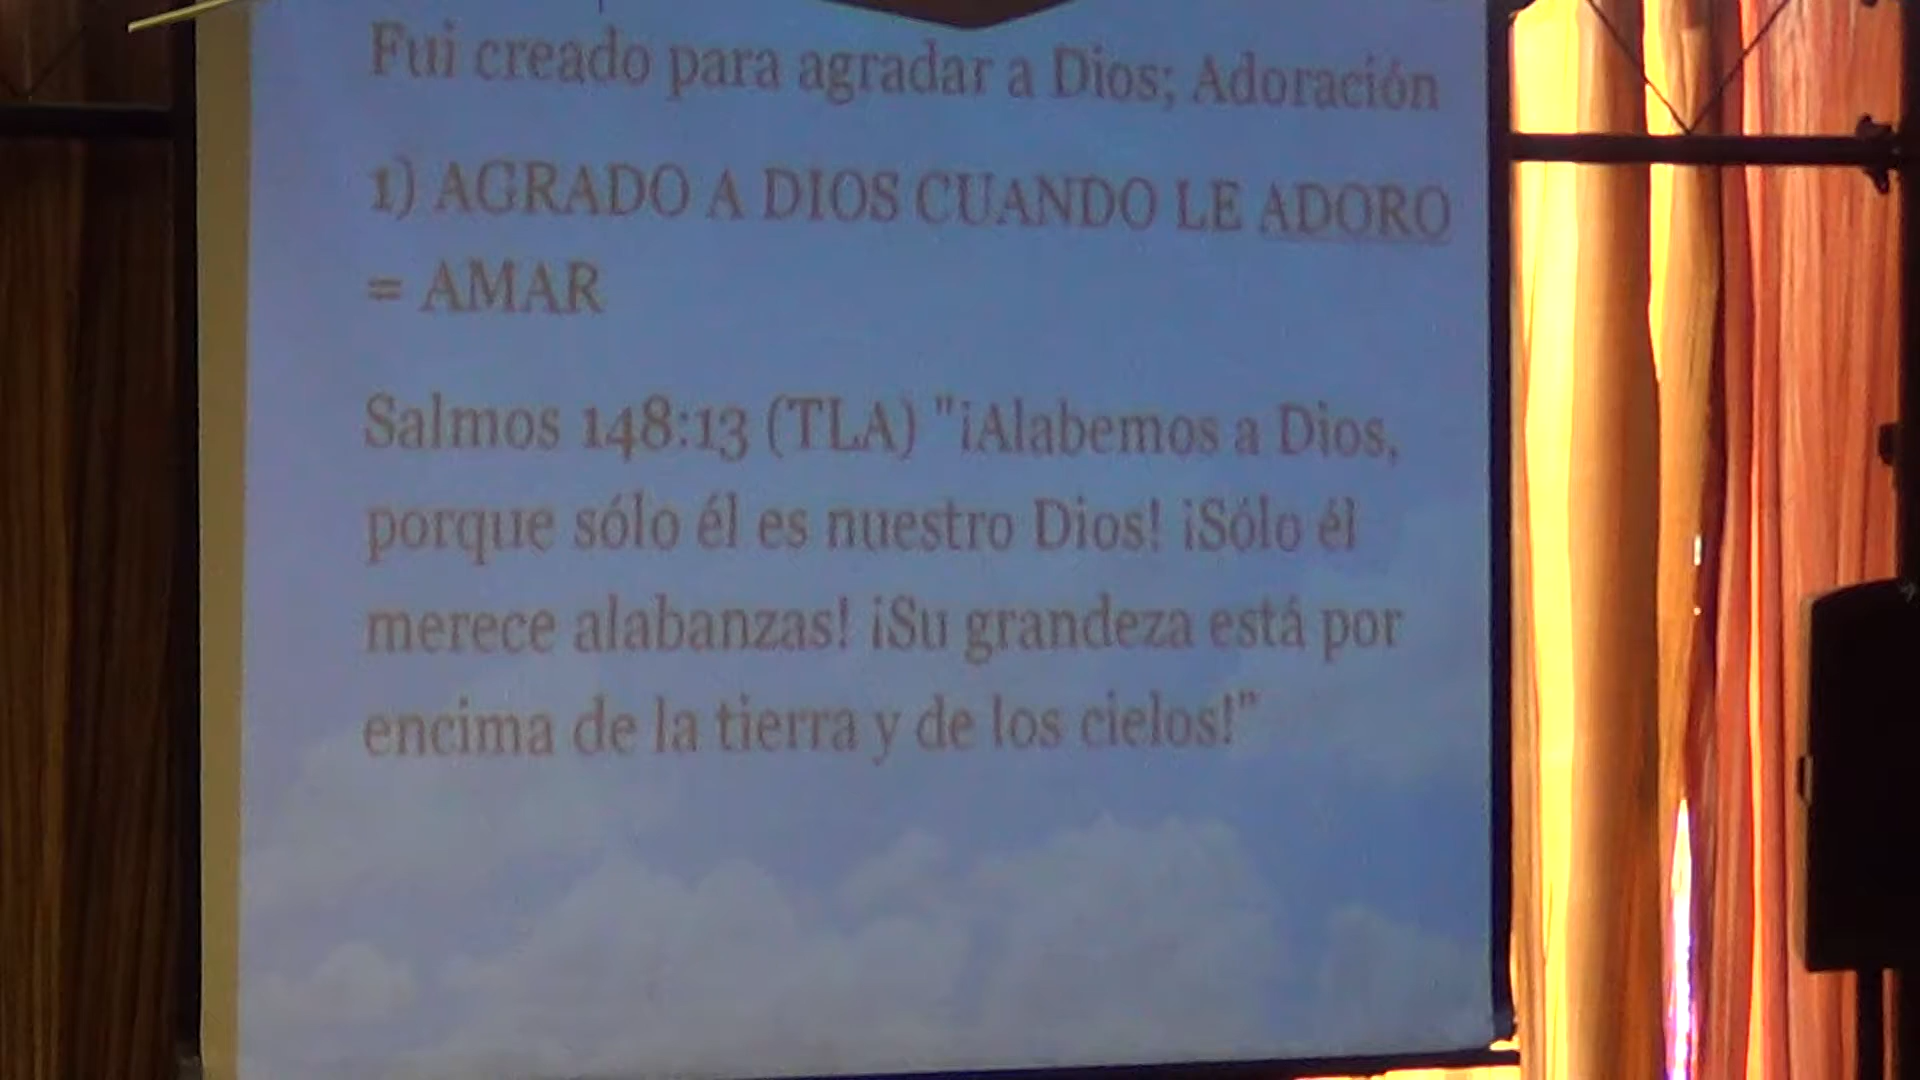 Fui creado para agradar a Dios; Adoración
1) AGRADO A DIOS CUANDO LE ADORO
= AMAR
Salmos 148:13 (TLA) "¡Alabemos a Dios,
porque sólo él es nuestro Dios! ¡Sólo él
merece alabanzas! ¡Su grandeza está por
encima de la tierra y de los cielos!"